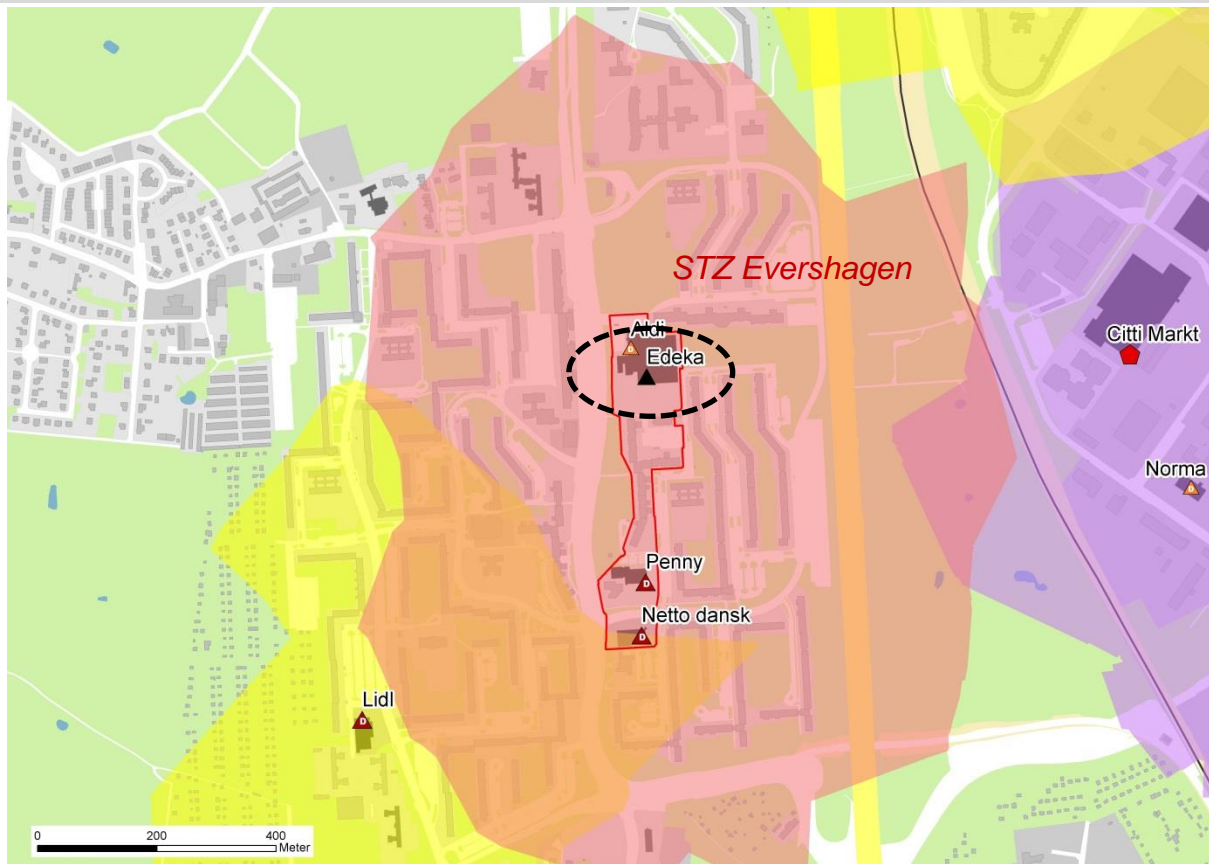 STZ Evershagen
Aldi
Edeka
Citti Markt
Norma
Penny
Netto dansk
Lidl
D
D
D
0 200 400
Meter